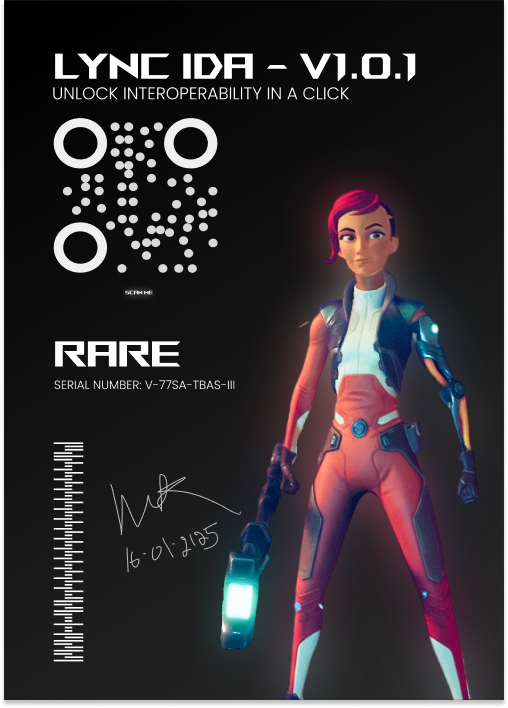 LYNC IDA - V1.0.1
UNLOCK INTEROPERABILITY IN A CLICK
SCAN ME
RARE
SERIAL NUMBER: V-77SA-TBAS-III
16-01-2125